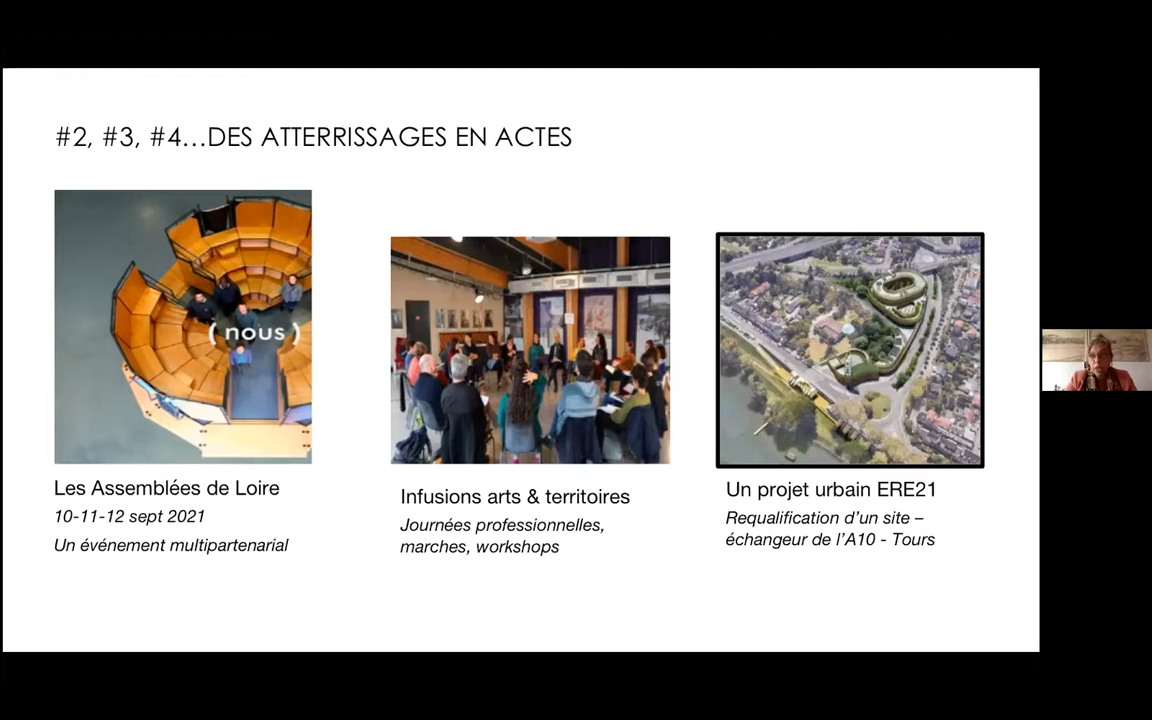 #2, #3, #4…DES ATTERRISSAGES EN ACTES
( nous )
Les Assemblées de Loire
10-11-12 sept 2021
Un événement multipartenarial
Infusions arts & territoires
Journées professionnelles,
marches, workshops
Un projet urbain ERE21
Requalification d’un site –
échangeur de l’A10 - Tours